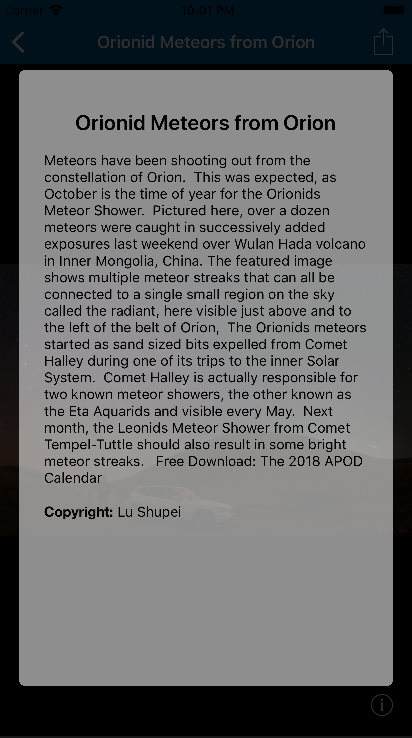 Carrier 10:01 PM
Orionid Meteors from Orion
Orionid Meteors from Orion
Meteors have been shooting out from the
constellation of Orion.  This was expected, as
October is the time of year for the Orionids
Meteor Shower.  Pictured here, over a dozen
meteors were caught in successively added
exposures last weekend over Wulan Hada volcano
in Inner Mongolia, China. The featured image
shows multiple meteor streaks that can all be
connected to a single small region on the sky
called the radiant, here visible just above and to
the left of the belt of Orion,  The Orionids meteors
started as sand sized bits expelled from Comet
Halley during one of its trips to the inner Solar
System.  Comet Halley is actually responsible for
two known meteor showers, the other known as
the Eta Aquarids and visible every May.  Next
month, the Leonids Meteor Shower from Comet
Tempel-Tuttle should also result in some bright
meteor streaks.   Free Download: The 2018 APOD
Calendar
Copyright: Lu Shupei